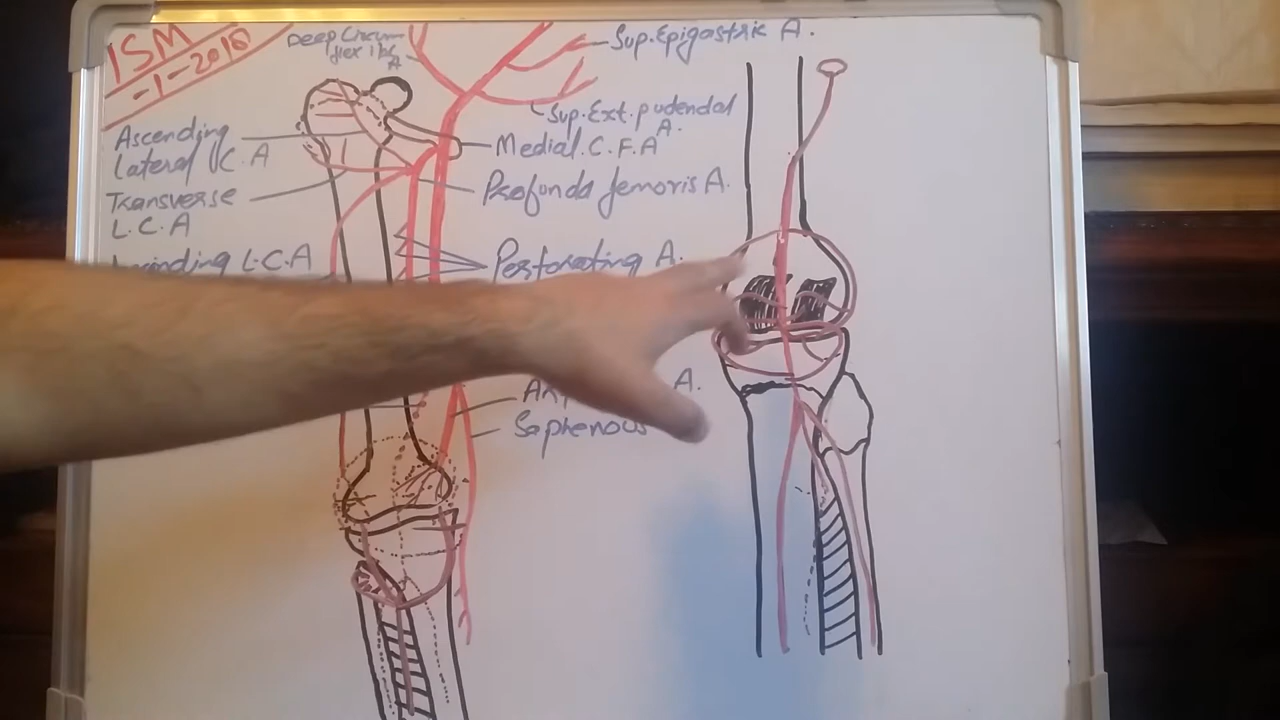 ISM
-1-2018
Deep Circum
flex ilac
A
Sup.Epigastric A.
Sup.Ext.pudendal
A.
Ascending
Lateral C.A
Medial.C.F.A
Transverse
L.C.A
Profunda femoris A.
L.C.A
Perforating A.
A.
Saphenous